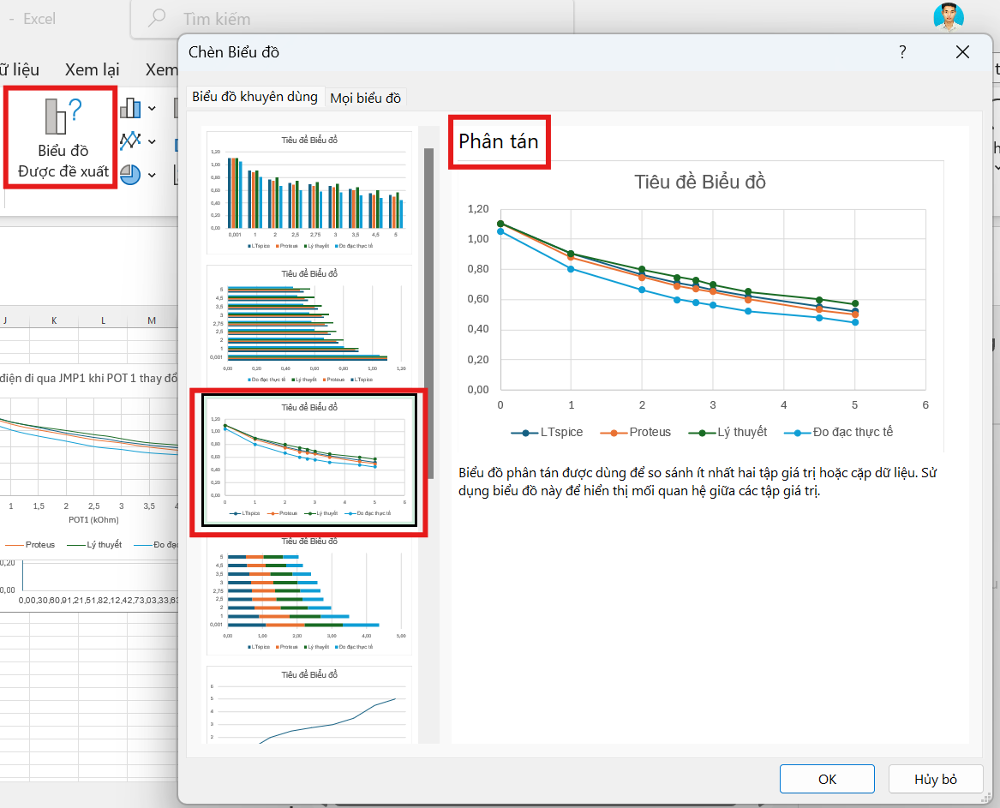 - Excel
Tìm kiếm
ữ liệu
Xem lại
Xem
Biểu đồ
Được đề xuất
J
K
L
M
điện đi qua JMP1 khi POT 1 thay đổ
1 1,5 2 2,5 3 3,5 4
POT1 (kOhm)
Proteus Lý thuyết Đo đạc
0,20
0,00
0,00,30,60,91,21,51,82,12,42,73,03,33,6
Chèn Biểu đồ
?
Biểu đồ khuyên dùng
Mọi biểu đồ
Tiêu đề Biểu đồ
1,20
1,00
0,80
0,60
0,40
0,20
0,00
0,001 1 2 2,5 2,75 3 3,5 4,5 5
LTspice Proteus Lý thuyết Đo đạc thực tế
Tiêu đề Biểu đồ
5
4,5
3,5
3
2,75
2,5
2
1
0,001
0,00 0,20 0,40 0,60 0,80 1,00 1,20
Đo đạc thực tế Lý thuyết Proteus LTspice
Tiêu đề Biểu đồ
1,20
1,00
0,80
0,60
0,40
0,20
0,00
0 1 2 3 4 5 6
LTspice Proteus Lý thuyết Đo đạc thực tế
Tiêu đề Biểu đồ
5
4,5
3,5
3
2,75
2,5
2
1
0,001
0,00 1,00 2,00 3,00 4,00 5,00
LTspice Proteus Lý thuyết Đo đạc thực tế
Tiêu đề Biểu đồ
6
5
4
3
2
Phân tán
Tiêu đề Biểu đồ
1,20
1,00
0,80
0,60
0,40
0,20
0,00
0 1 2 3 4 5 6
LTspice Proteus Lý thuyết Đo đạc thực tế
Biểu đồ phân tán được dùng để so sánh ít nhất hai tập giá trị hoặc cặp dữ liệu. Sử
dụng biểu đồ này để hiển thị mối quan hệ giữa các tập giá trị.
OK
Hủy bỏ